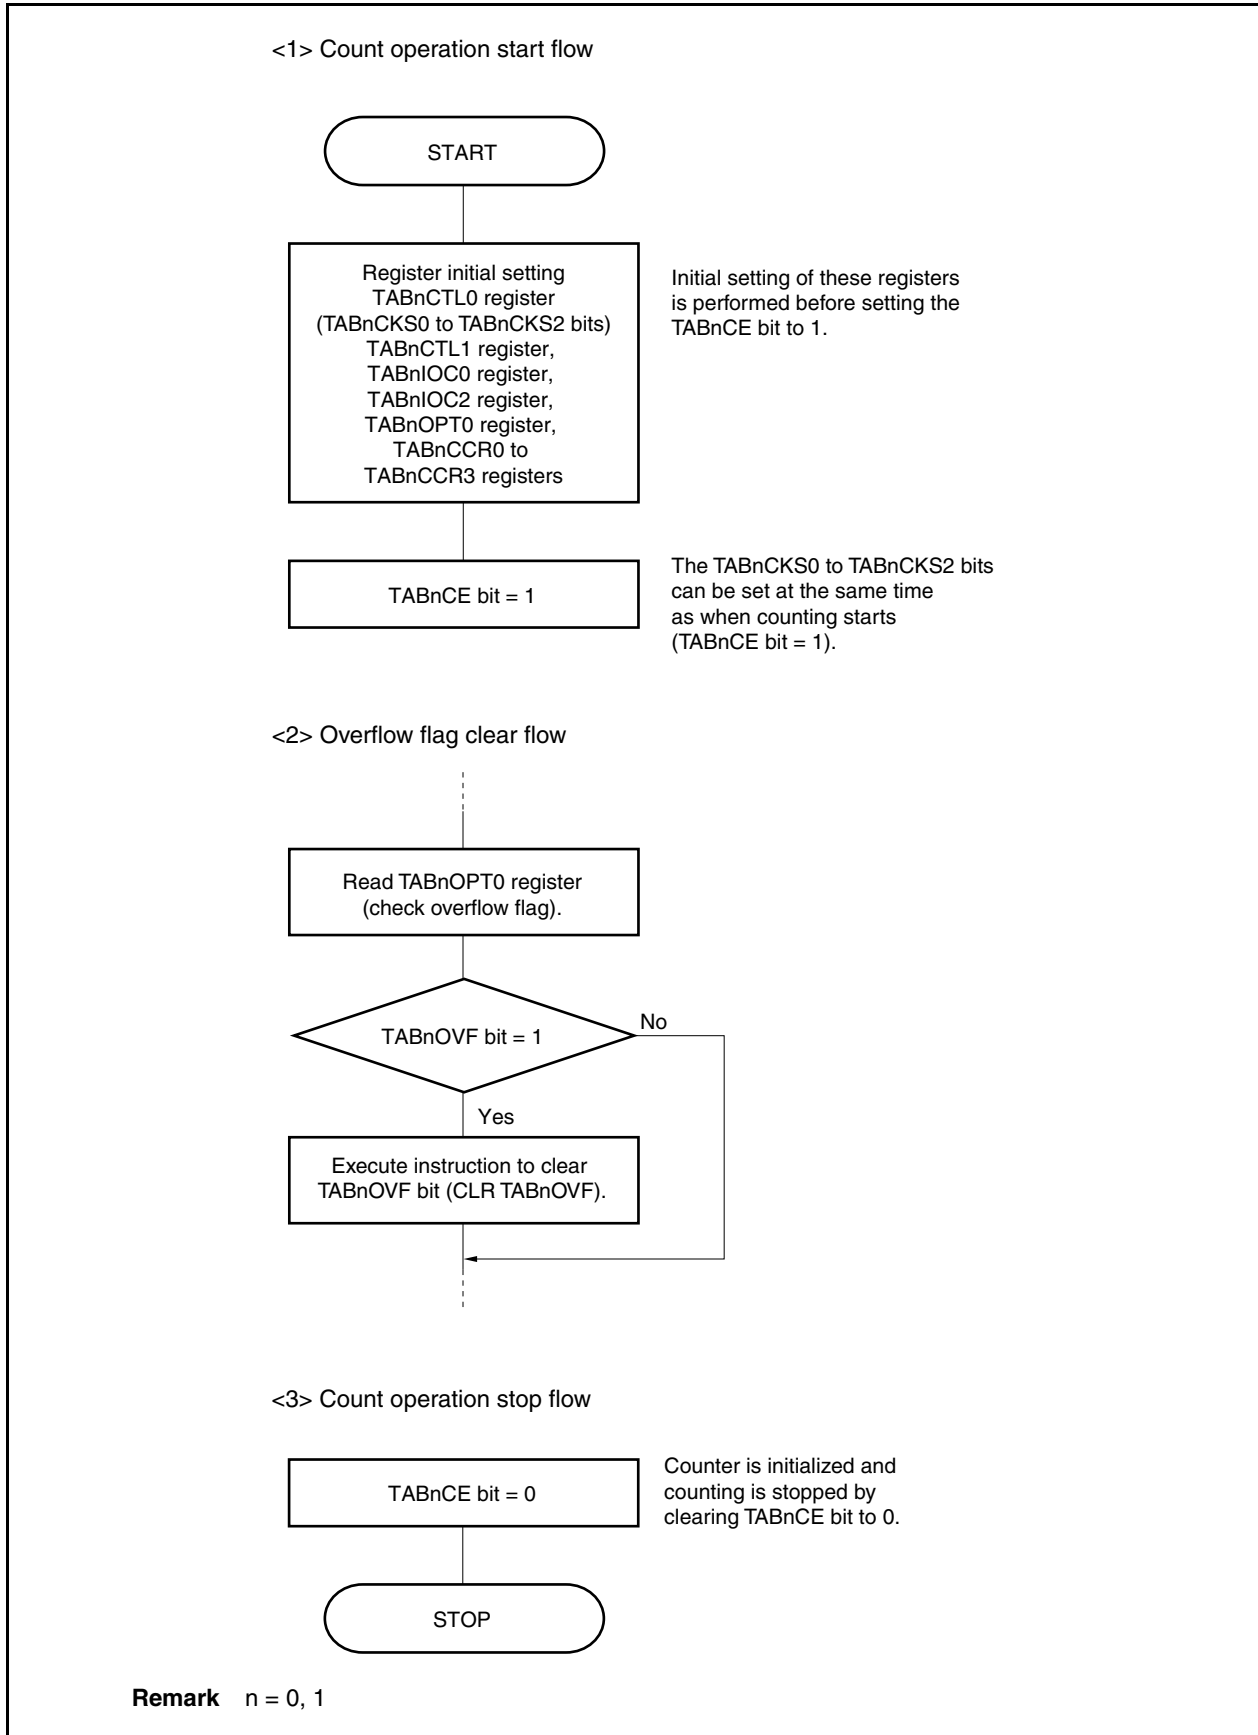 <1> Count operation start flow
START
Register initial setting
TABnCTL0 register
(TABnCKS0 to TABnCKS2 bits)
TABnCTL1 register,
TABnIOC0 register,
TABnIOC2 register,
TABnOPT0 register,
TABnCCR0 to
TABnCCR3 registers
Initial setting of these registers
is performed before setting the
TABnCE bit to 1.
TABnCE bit = 1
The TABnCKS0 to TABnCKS2 bits
can be set at the same time
as when counting starts
(TABnCE bit = 1).
<2> Overflow flag clear flow
Read TABnOPT0 register
(check overflow flag).
TABnOVF bit = 1
No
Yes
Execute instruction to clear
TABnOVF bit (CLR TABnOVF).
<3> Count operation stop flow
TABnCE bit = 0
Counter is initialized and
counting is stopped by
clearing TABnCE bit to 0.
STOP
Remark n = 0, 1